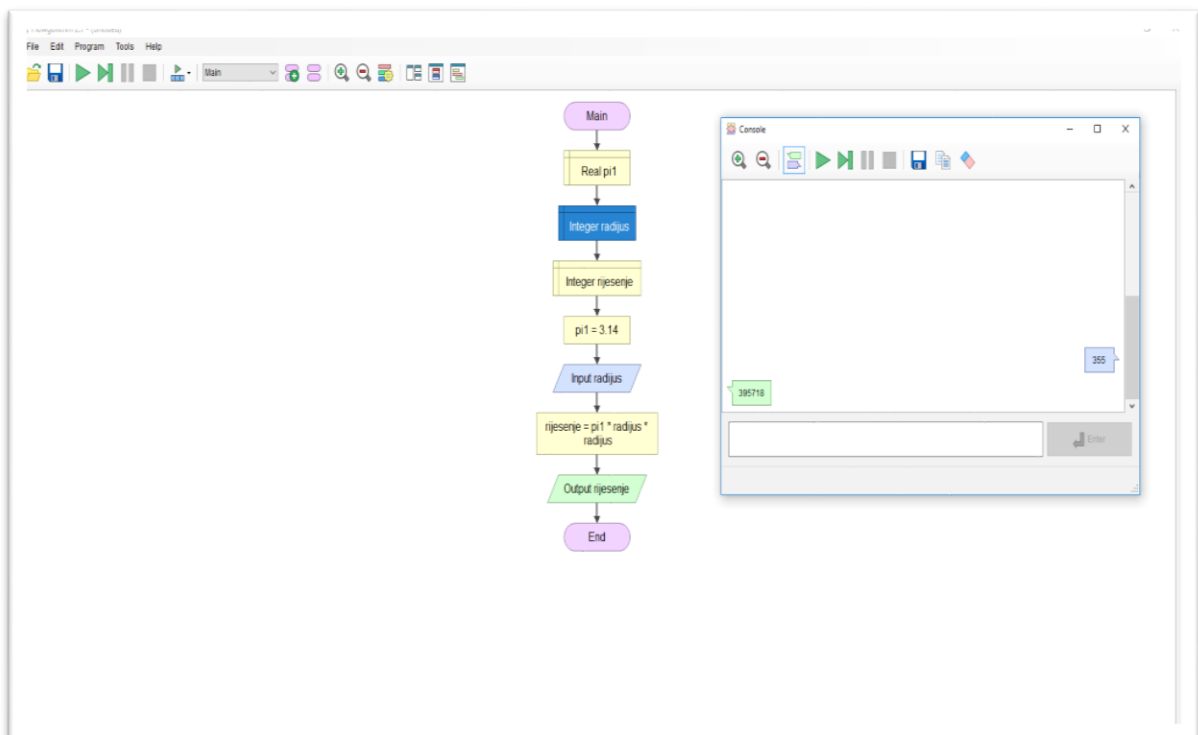 File Edit Program Tools Help
Main
Main
Real pi1
Integer radijus
Integer rijesenje
pi1 = 3.14
Input radijus
rijesenje = pi1 * radijus *
radijus
Output rijesenje
End
Console
355
395718
Enter